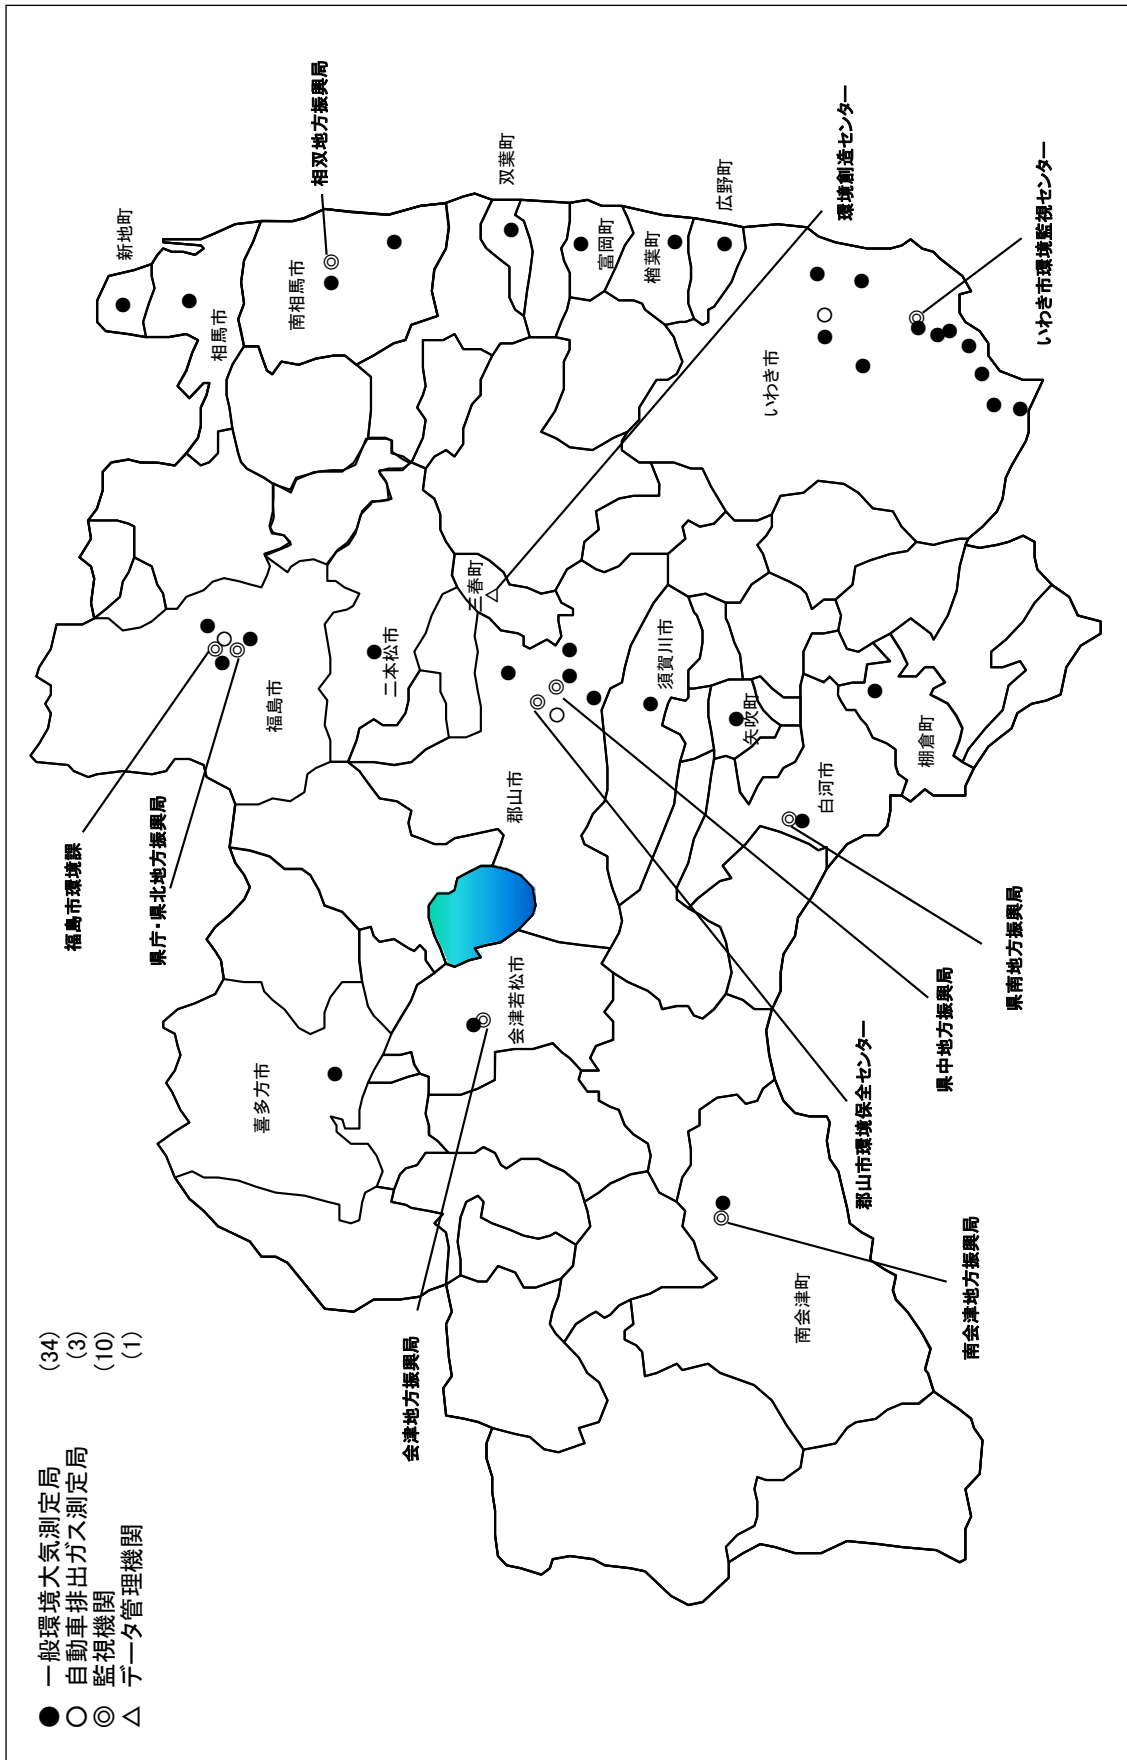 ● 一般環境大気測定局 (34)
○ 自動車排出ガス測定局 (3)
◎ 監視機関 (10)
△ データ管理機関 (1)
福島市環境課
県庁・県北地方振興局
会津地方振興局
南会津地方振興局
郡山市環境保全センター
県中地方振興局
県南地方振興局
相双地方振興局
環境創造センター
いわき市環境監視センター
新地町
相馬市
南相馬市
双葉町
富岡町
楢葉町
広野町
いわき市
福島市
二本松市
三春町
郡山市
須賀川市
矢吹町
白河市
棚倉町
喜多方市
会津若松市
南会津町